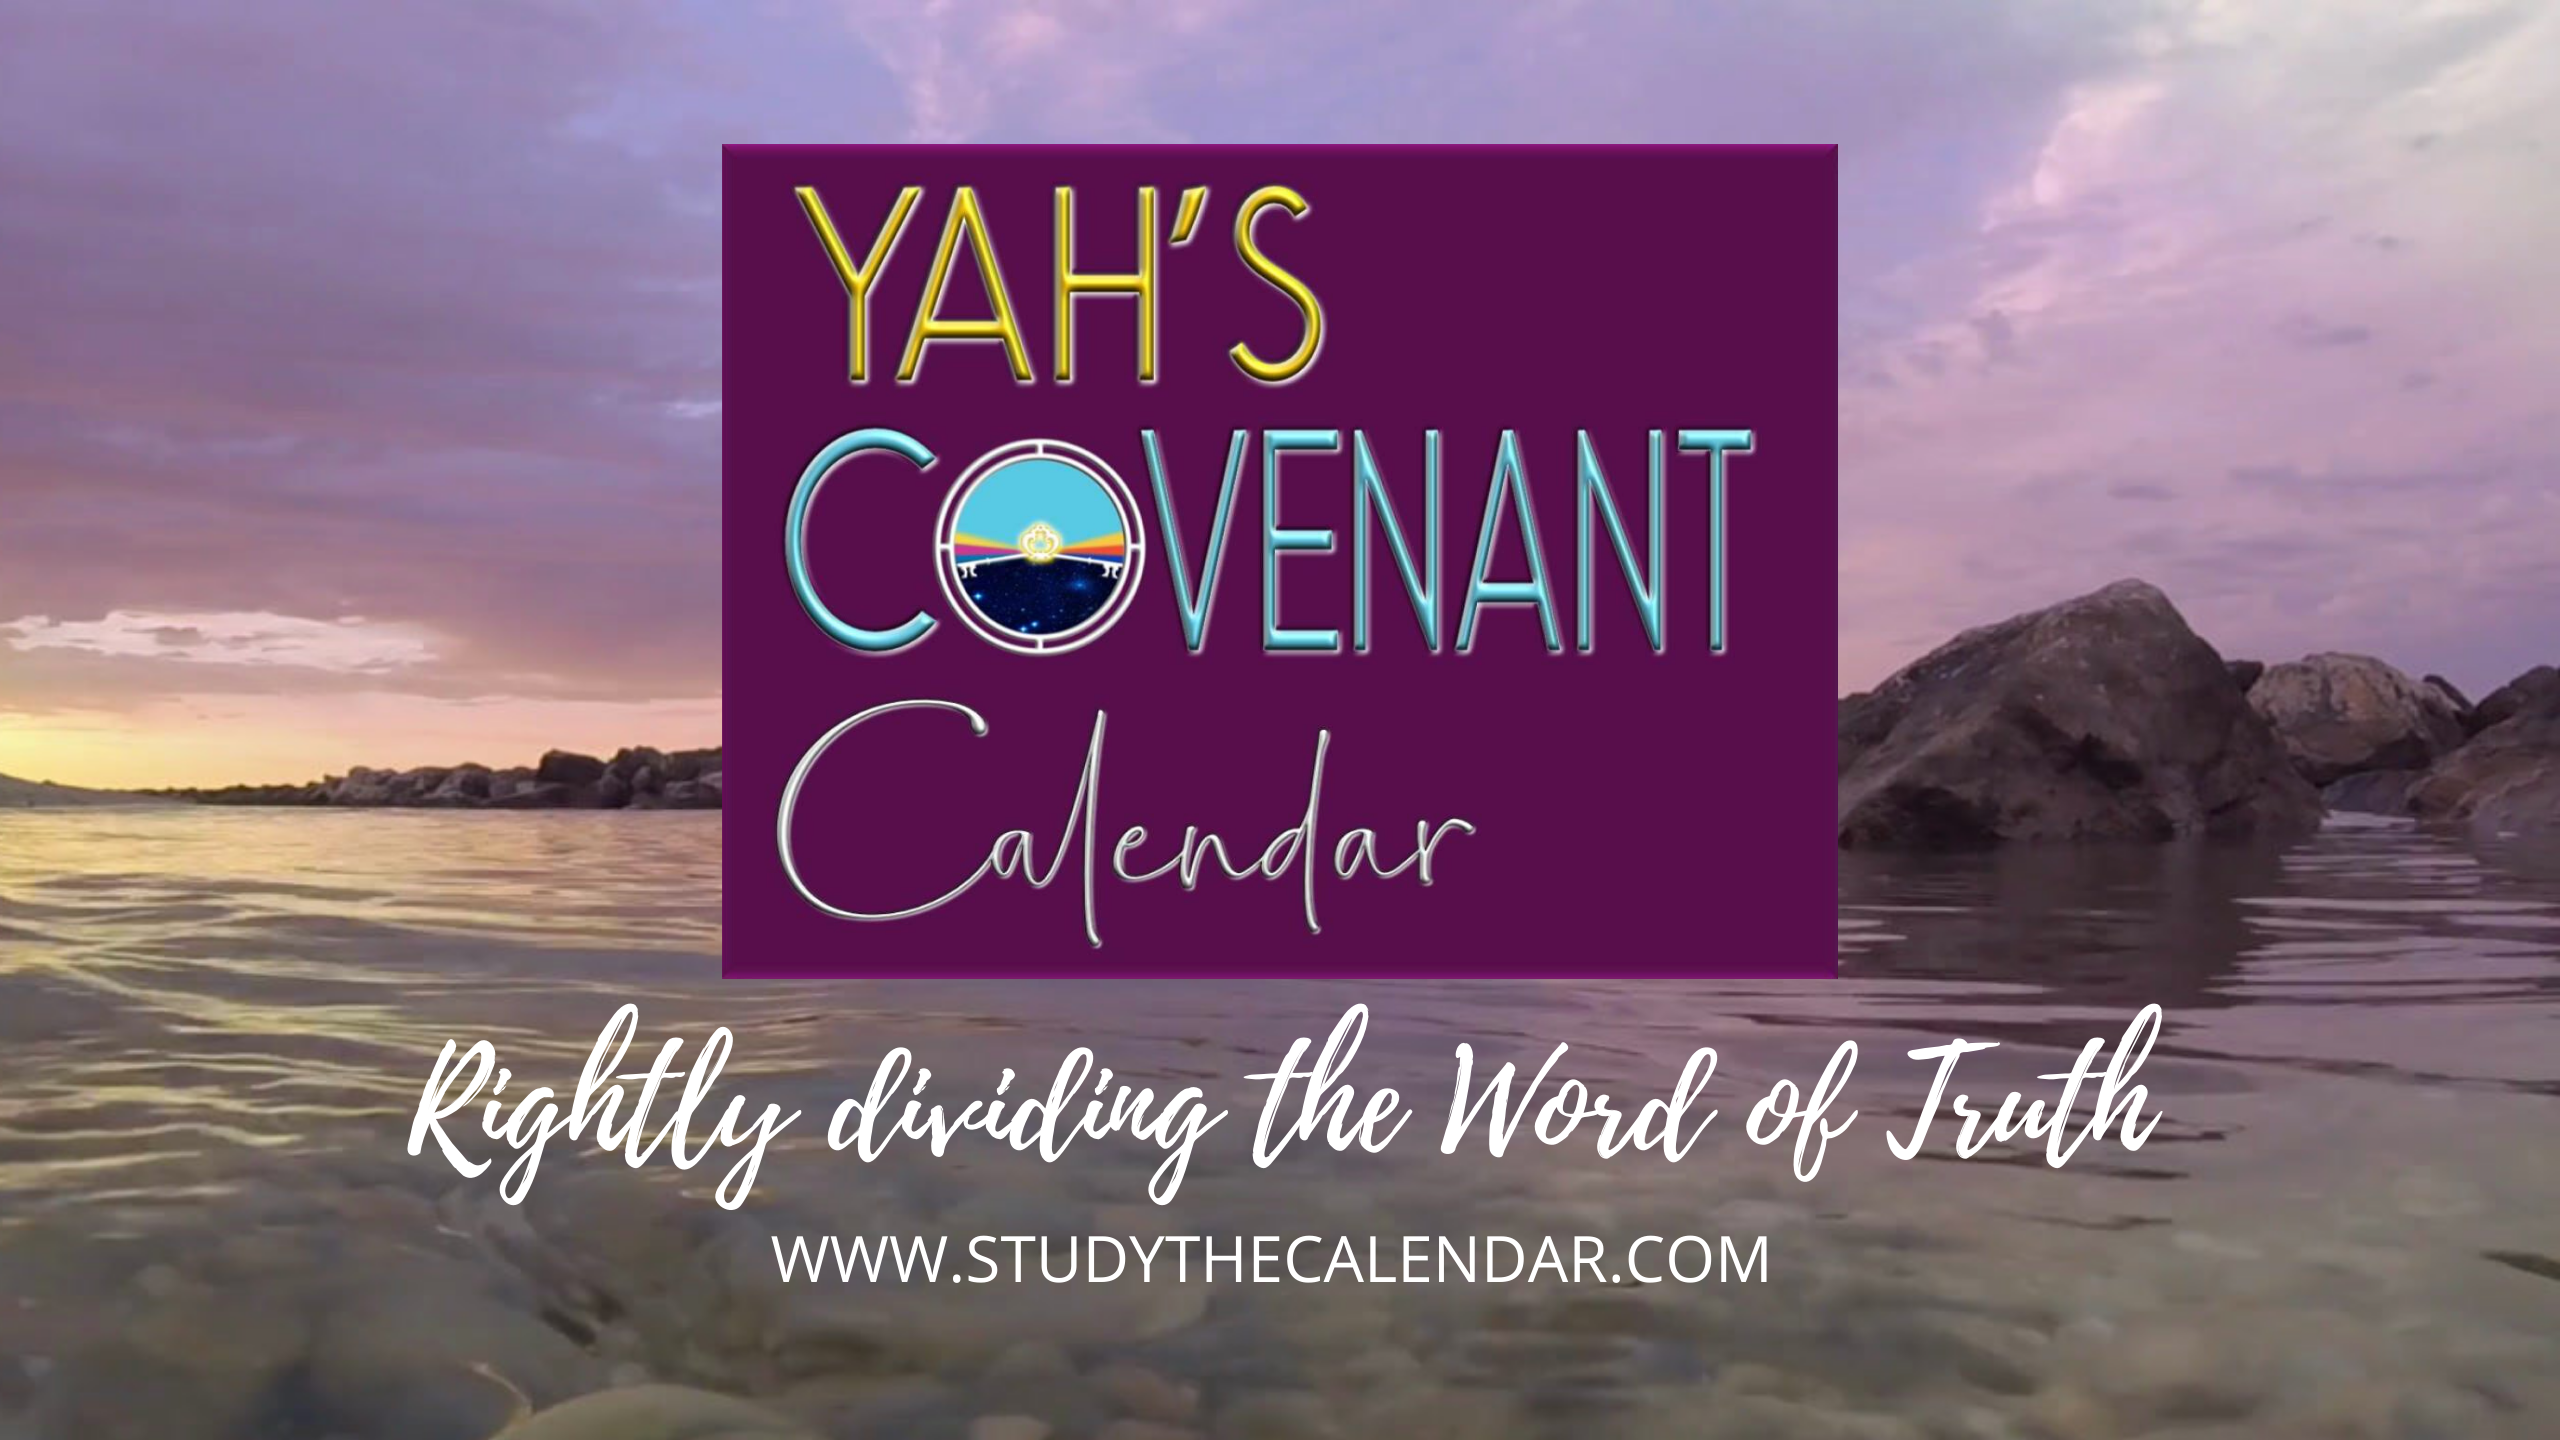 YAH'S
COVENANT
Calendar
Rightly dividing the Word of Truth
WWW.STUDYTHECALENDAR.COM